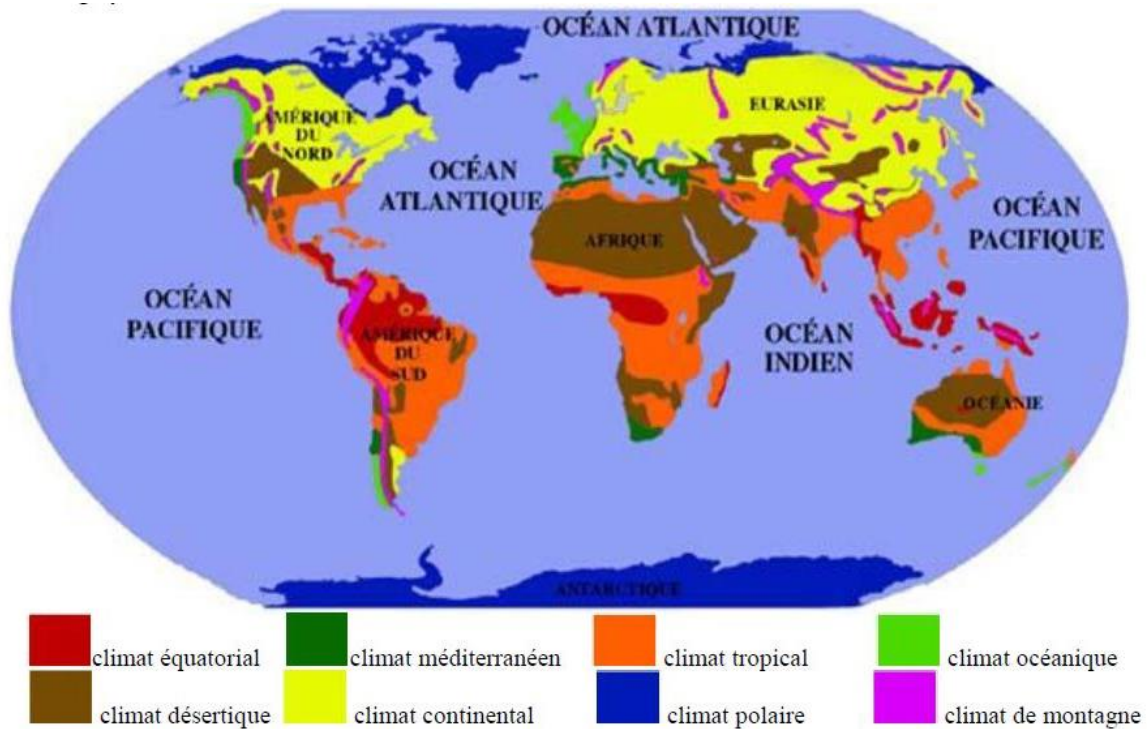 OCÉAN ATLANTIQUE
EURASIE
AMÉRIQUE
DU
NORD
OCÉAN
ATLANTIQUE
OCÉAN
PACIFIQUE
AFRIQUE
OCÉAN
PACIFIQUE
OCÉAN
INDIEN
AMÉRIQUE
DU
SUD
OCÉANIE
ANTARCTIQUE
climat équatorial
climat méditerranéen
climat tropical
climat océanique
climat désertique
climat continental
climat polaire
climat de montagne